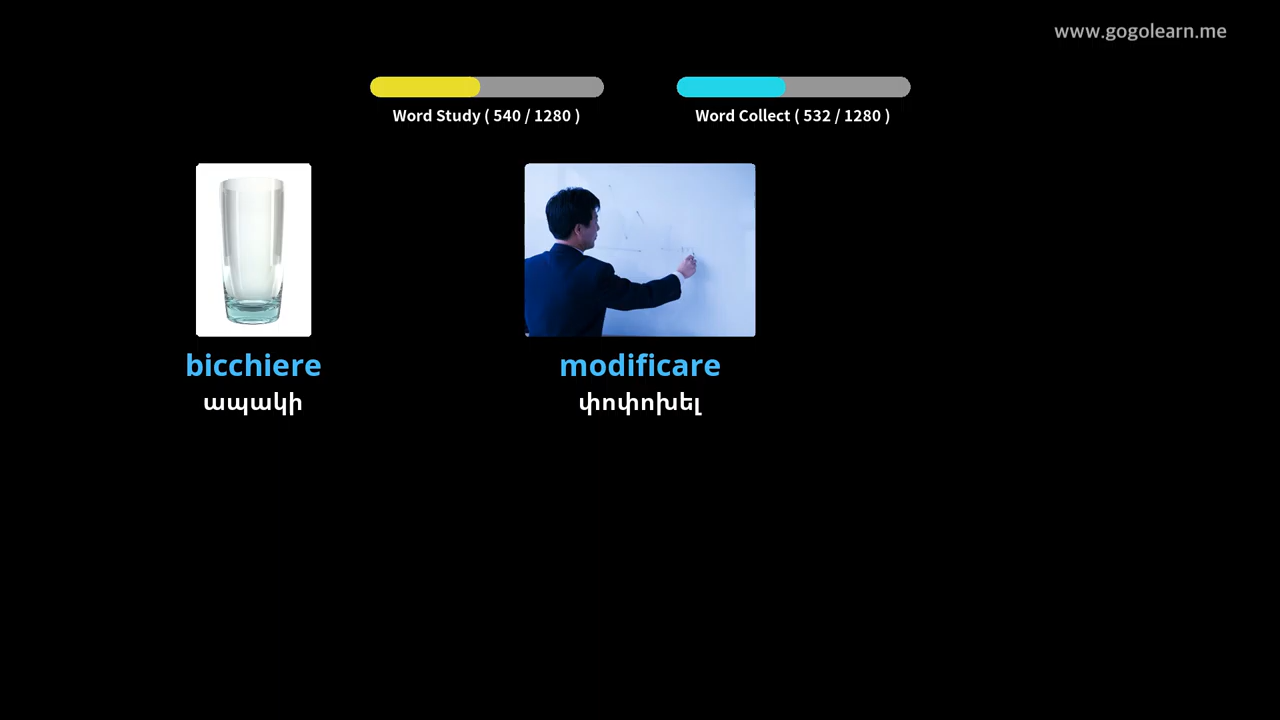 www.gogolearn.me
Word Study ( 540 / 1280 )
Word Collect ( 532 / 1280 )
bicchiere
ապակի
modificare
փոփոխել